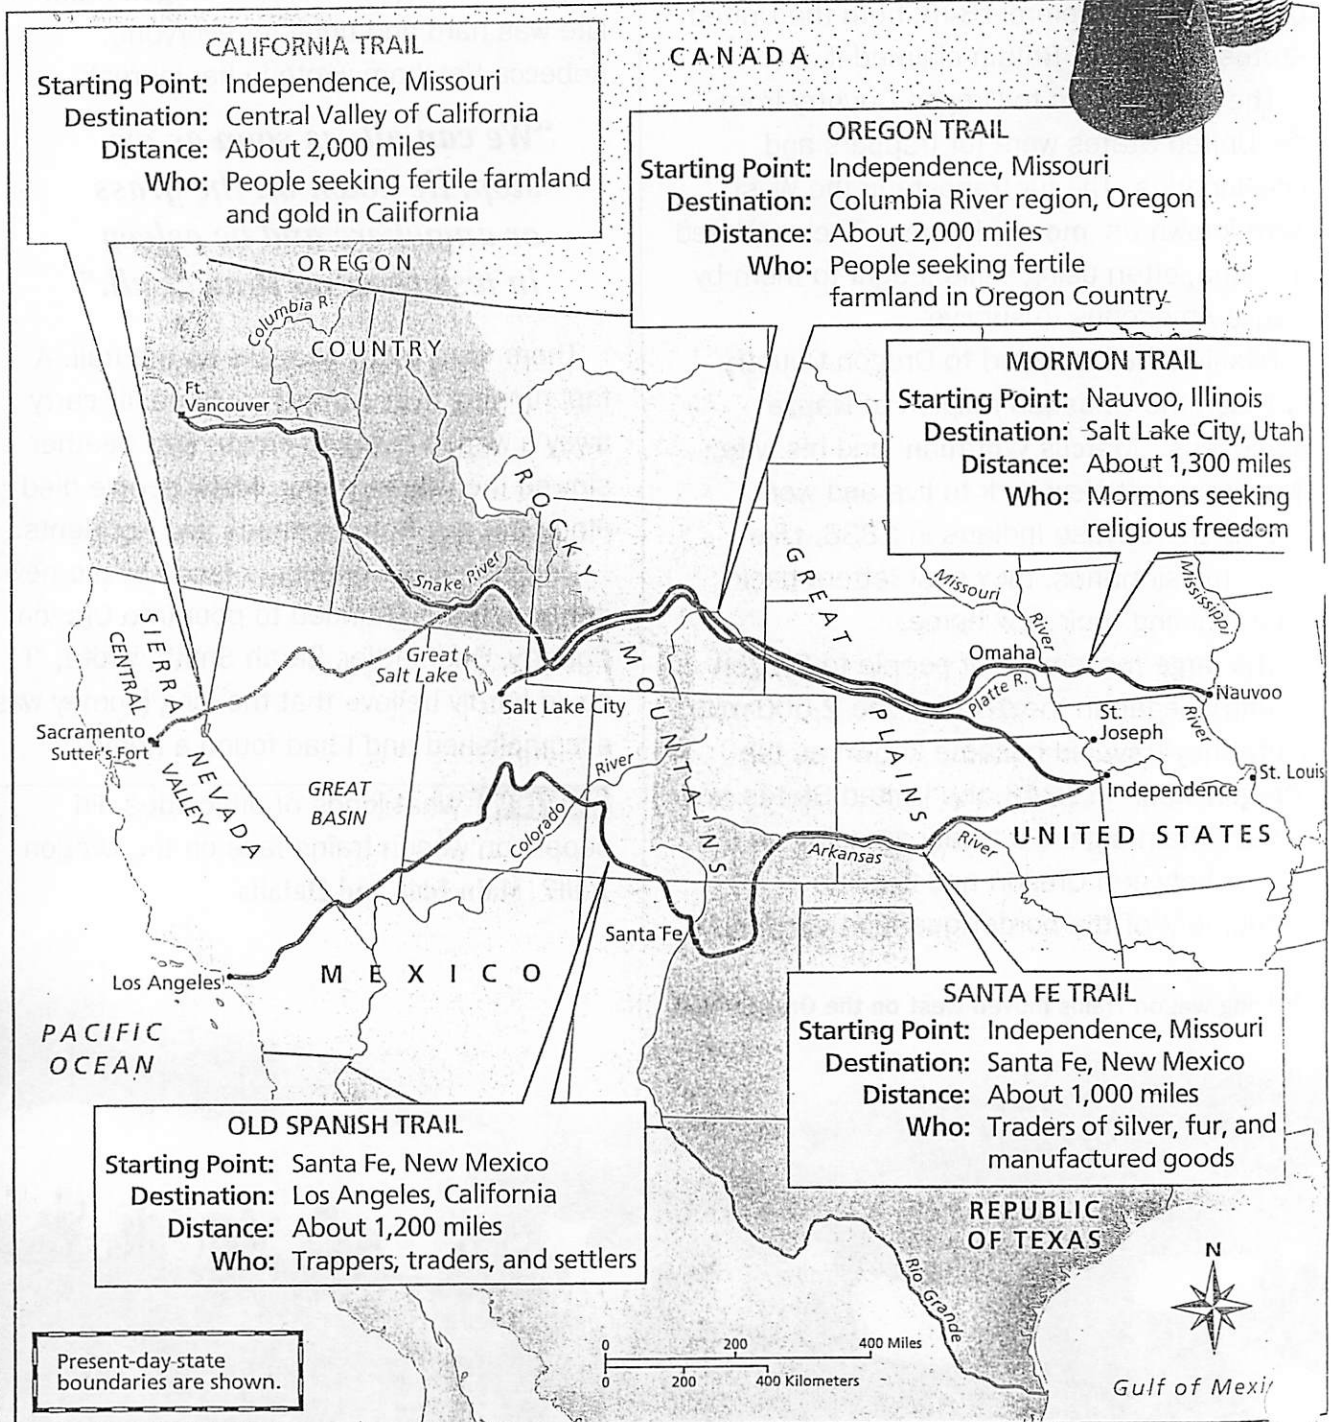 CALIFORNIA TRAIL
Starting Point: Independence, Missouri
Destination: Central Valley of California
Distance: About 2,000 miles
Who: People seeking fertile farmland
and gold in California
CANADA
OREGON TRAIL
Starting Point: Independence, Missouri
Destination: Columbia River region, Oregon
Distance: About 2,000 miles
Who: People seeking fertile
farmland in Oregon Country
MORMON TRAIL
Starting Point: Nauvoo, Illinois
Destination: Salt Lake City, Utah
Distance: About 1,300 miles
Who: Mormons seeking
religious freedom
OREGON
COUNTRY
Columbia R.
Ft.
Vancouver
Snake River
ROCKY
MOUNTAINS
GREAT
PLAINS
Missouri
River
Mississippi
River
Omaha
Platte R.
Nauvoo
St.
Joseph
St. Louis
Independence
UNITED STATES
Great
Salt Lake
Salt Lake City
SIERRA
NEVADA
CENTRAL
VALLEY
Sacramento
Sutter's Fort
GREAT
BASIN
Colorado
River
Arkansas
River
Santa Fe
MEXICO
Los Angeles
PACIFIC
OCEAN
SANTA FE TRAIL
Starting Point: Independence, Missouri
Destination: Santa Fe, New Mexico
Distance: About 1,000 miles
Who: Traders of silver, fur, and
manufactured goods
OLD SPANISH TRAIL
Starting Point: Santa Fe, New Mexico
Destination: Los Angeles, California
Distance: About 1,200 miles
Who: Trappers, traders, and settlers
REPUBLIC
OF TEXAS
Rio Grande
N
0 200 400 Miles
0 200 400 Kilometers
Gulf of Mexi
Present-day state
boundaries are shown.